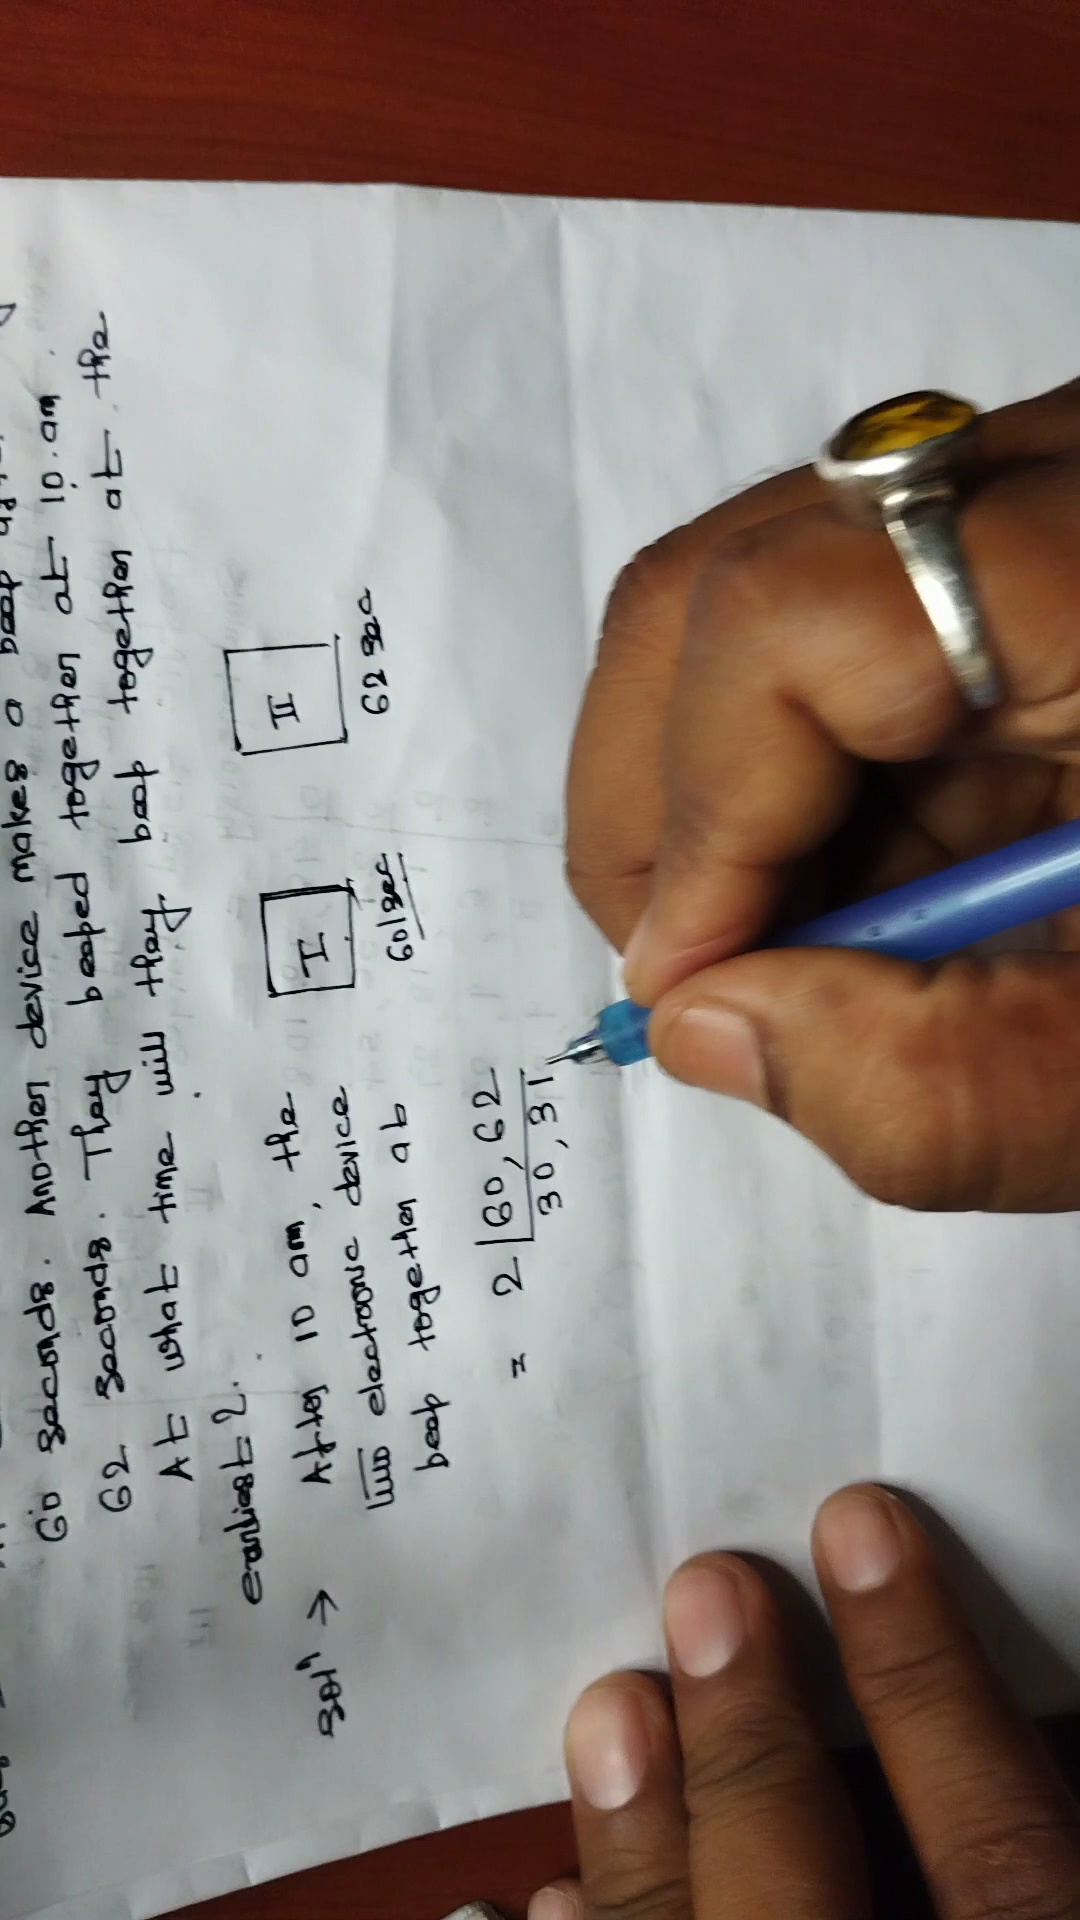 60 seconds. Another device makes a beep
62 seconds. They beeped together at 10.am.
At what time will they beep together at the
earliest?
Soln → After 10 am, the
two electronic device
beep together at
I
II
60 sec
62 sec
= 2 60, 62
30, 31